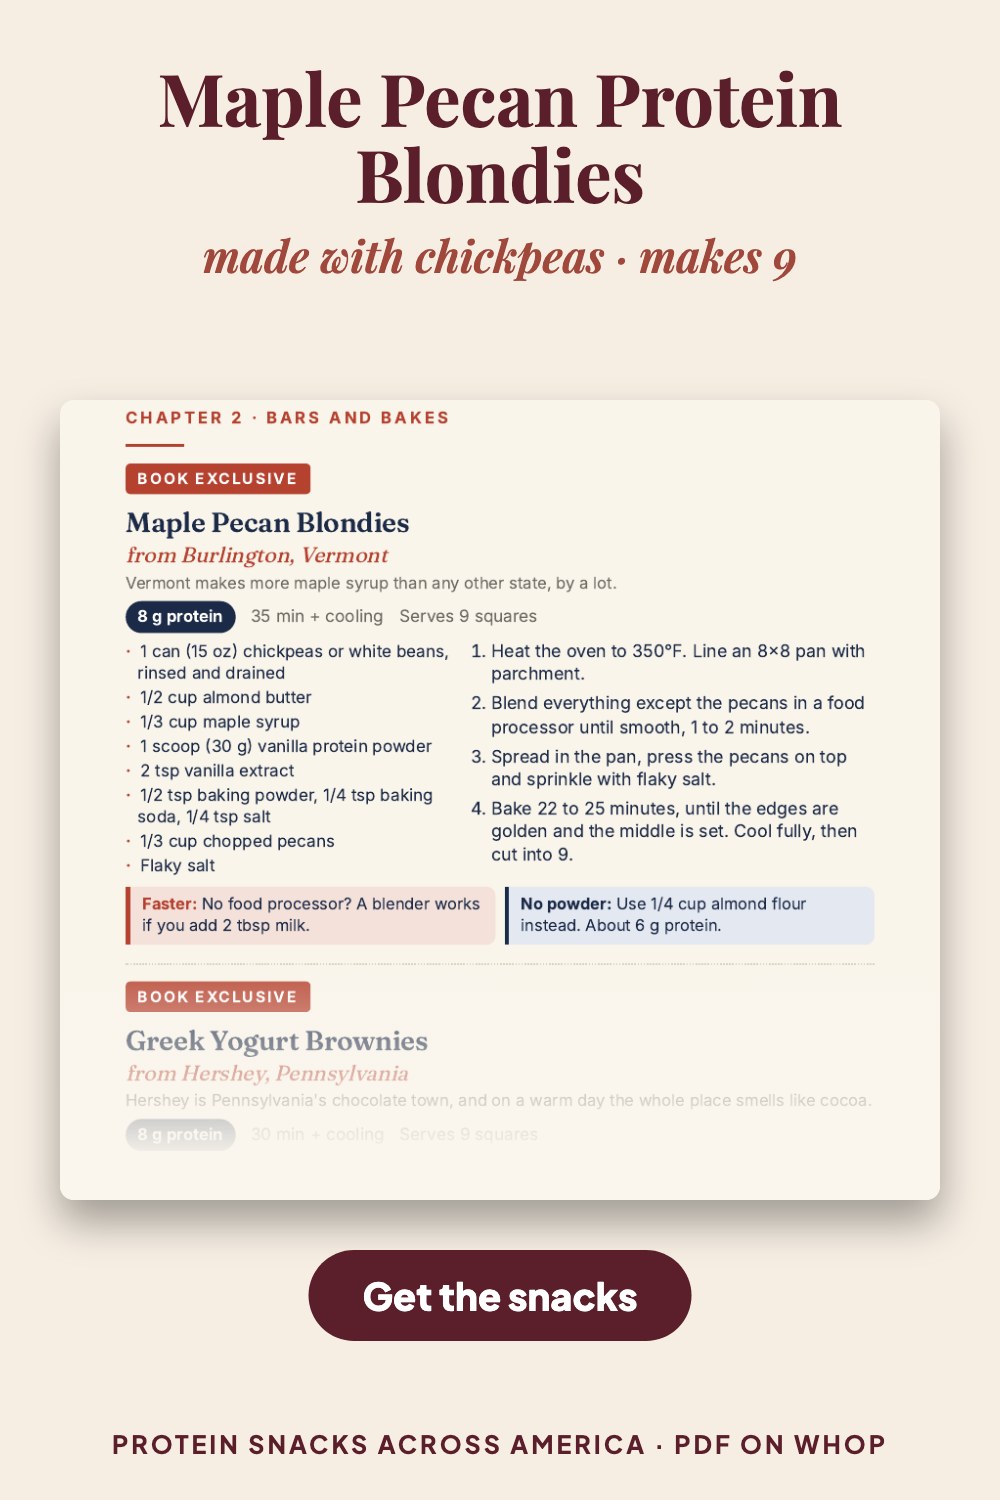 Maple Pecan Protein
Blondies
made with chickpeas · makes 9
CHAPTER 2 · BARS AND BAKES
BOOK EXCLUSIVE
Maple Pecan Blondies
from Burlington, Vermont
Vermont makes more maple syrup than any other state, by a lot.
8 g protein 35 min + cooling Serves 9 squares
· 1 can (15 oz) chickpeas or white beans,
rinsed and drained
· 1/2 cup almond butter
· 1/3 cup maple syrup
· 1 scoop (30 g) vanilla protein powder
· 2 tsp vanilla extract
· 1/2 tsp baking powder, 1/4 tsp baking
soda, 1/4 tsp salt
· 1/3 cup chopped pecans
· Flaky salt
1. Heat the oven to 350°F. Line an 8×8 pan with
parchment.
2. Blend everything except the pecans in a food
processor until smooth, 1 to 2 minutes.
3. Spread in the pan, press the pecans on top
and sprinkle with flaky salt.
4. Bake 22 to 25 minutes, until the edges are
golden and the middle is set. Cool fully, then
cut into 9.
Faster: No food processor? A blender works
if you add 2 tbsp milk.
No powder: Use 1/4 cup almond flour
instead. About 6 g protein.
BOOK EXCLUSIVE
Greek Yogurt Brownies
from Hershey, Pennsylvania
Hershey is Pennsylvania's chocolate town, and on a warm day the whole place smells like cocoa.
8 g protein 30 min + cooling Serves 9 squares
Get the snacks
PROTEIN SNACKS ACROSS AMERICA · PDF ON WHOP